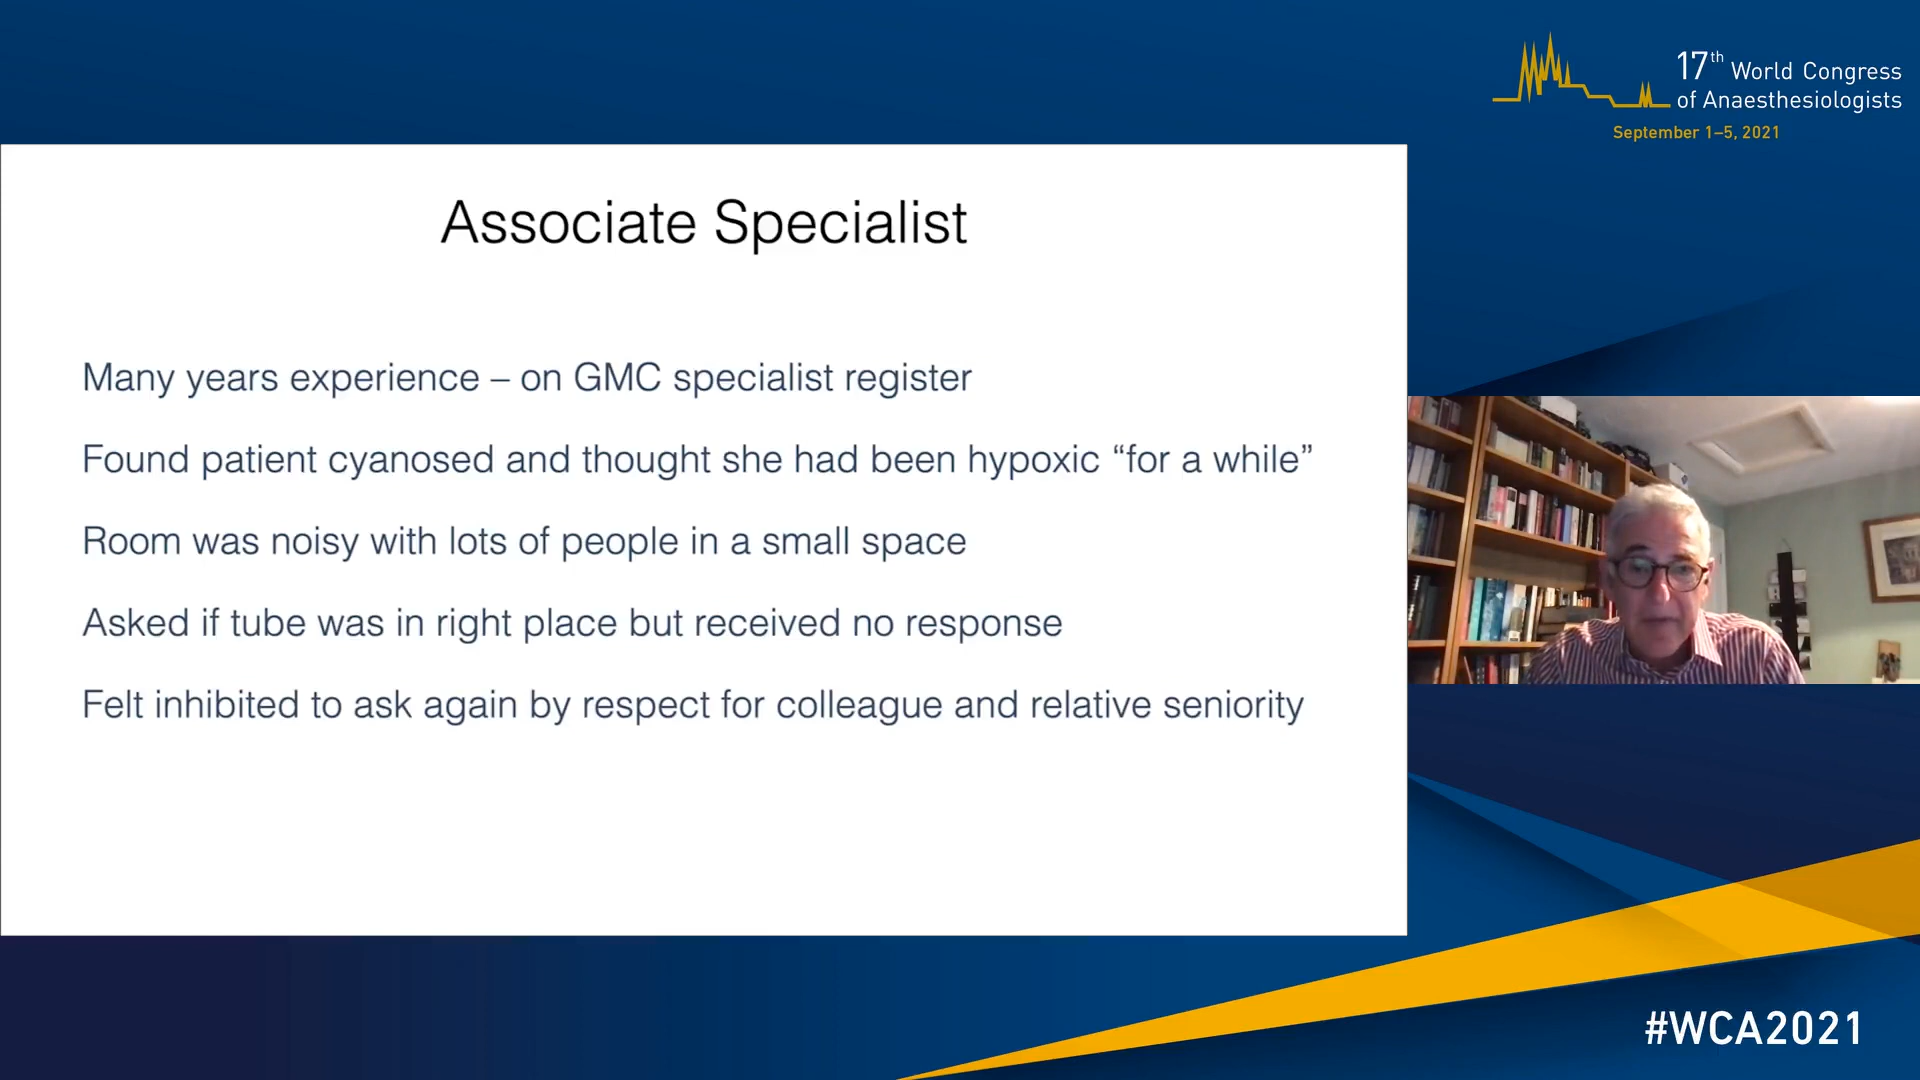 17th World Congress
of Anaesthesiologists
September 1–5, 2021
Associate Specialist
Many years experience – on GMC specialist register
Found patient cyanosed and thought she had been hypoxic “for a while”
Room was noisy with lots of people in a small space
Asked if tube was in right place but received no response
Felt inhibited to ask again by respect for colleague and relative seniority
#WCA2021